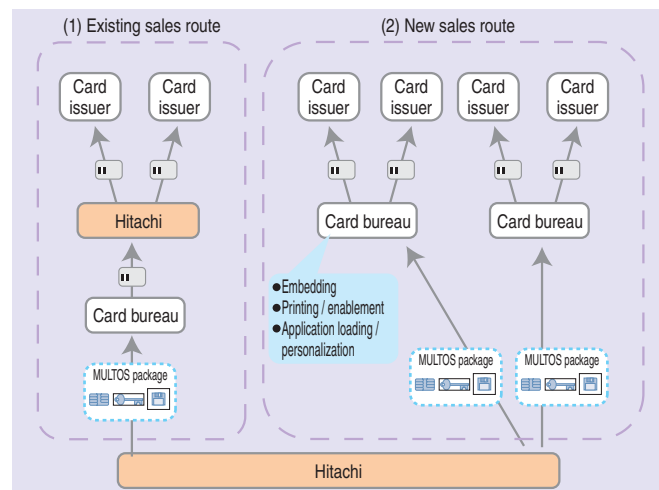 (1) Existing sales route
Card
issuer
Card
issuer
Hitachi
Card bureau
MULTOS package
(2) New sales route
Card
issuer
Card
issuer
Card
issuer
Card
issuer
Card bureau
Card bureau
●Embedding
●Printing / enablement
●Application loading /
personalization
MULTOS package
MULTOS package
Hitachi